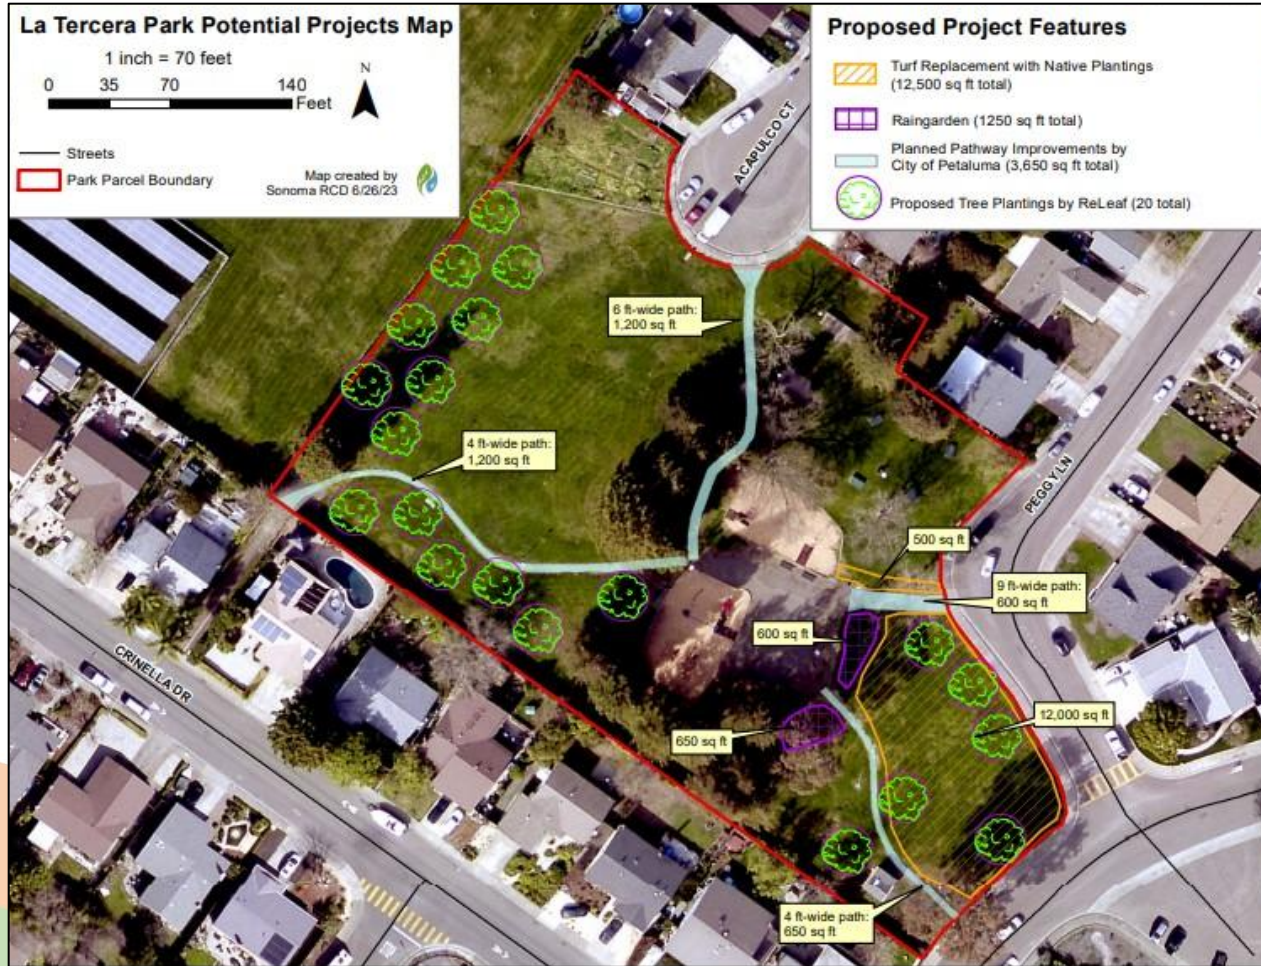 La Tercera Park Potential Projects Map
1 inch = 70 feet
0 35 70 140
Feet
N
Streets
Park Parcel Boundary
Map created by
Sonoma RCD 6/26/23
Proposed Project Features
Turf Replacement with Native Plantings
(12,500 sq ft total)
Raingarden (1250 sq ft total)
Planned Pathway Improvements by
City of Petaluma (3,650 sq ft total)
Proposed Tree Plantings by ReLeaf (20 total)
ACAPULCO CT
6 ft-wide path:
1,200 sq ft
4 ft-wide path:
1,200 sq ft
PEGGY LN
500 sq ft
9 ft-wide path:
600 sq ft
600 sq ft
CRINELLA DR
12,000 sq ft
650 sq ft
4 ft-wide path:
650 sq ft